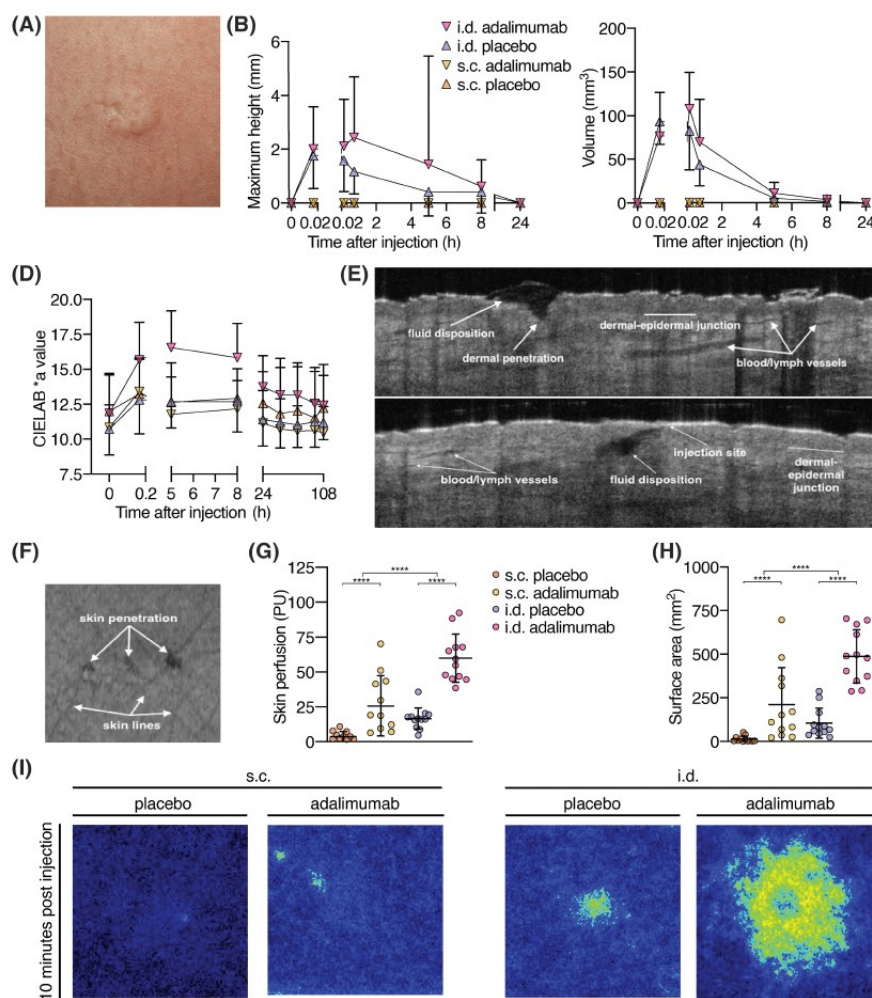 (A)
(B)
i.d. adalimumab
i.d. placebo
s.c. adalimumab
s.c. placebo
Maximum height (mm)
6
4
2
0
0 0.02 0.02 2 4 6 8 24
Time after injection (h)
Volume (mm³)
200
150
100
50
0
0 0.02 0.02 2 4 6 8 24
Time after injection (h)
(D)
CIELAB *a value
20.0
17.5
15.0
12.5
10.0
7.5
0 0.2 5 6 7 8 24 108
Time after injection (h)
(E)
fluid disposition
dermal penetration
dermal-epidermal junction
blood/lymph vessels
injection site
blood/lymph vessels
fluid disposition
dermal-
epidermal
junction
(F)
skin penetration
skin lines
(G)
Skin perfusion (PU)
125
100
75
50
25
0
****
**** ****
s.c. placebo
s.c. adalimumab
i.d. placebo
i.d. adalimumab
(H)
Surface area (mm²)
1000
750
500
250
0
****
**** ****
(I)
s.c. i.d.
placebo adalimumab placebo adalimumab
10 minutes post injection